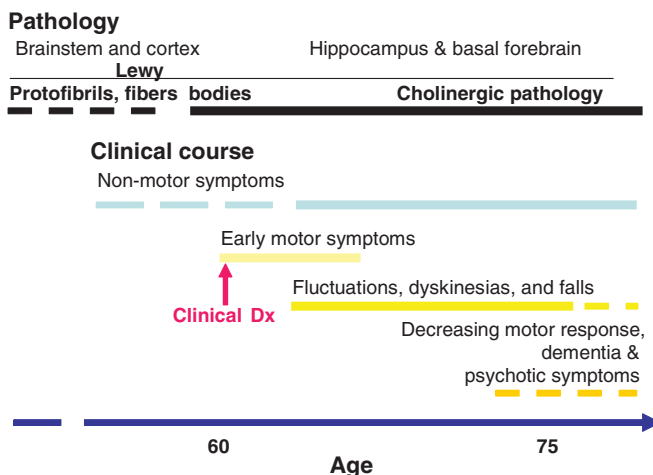 Pathology
Brainstem and cortex Hippocampus & basal forebrain
Lewy
Protofibrils, fibers bodies Cholinergic pathology
Clinical course
Non-motor symptoms
Early motor symptoms
Fluctuations, dyskinesias, and falls
Clinical Dx
Decreasing motor response,
dementia &
psychotic symptoms
60 75
Age